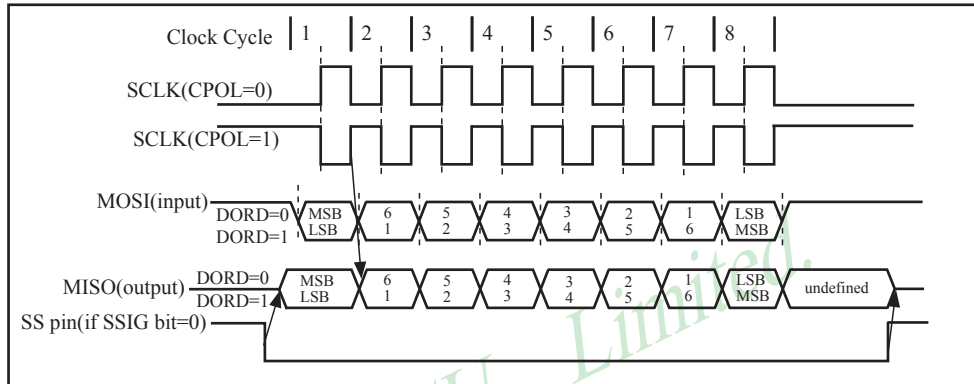 Clock Cycle 1 2 3 4 5 6 7 8
SCLK(CPOL=0)
SCLK(CPOL=1)
MOSI(input) DORD=0 MSB 6 5 4 3 2 1 LSB
DORD=1 LSB 1 2 3 4 5 6 MSB
MISO(output) DORD=0 MSB 6 5 4 3 2 1 LSB undefined
DORD=1 LSB 1 2 3 4 5 6 MSB
SS pin(if SSIG bit=0)
Limited.